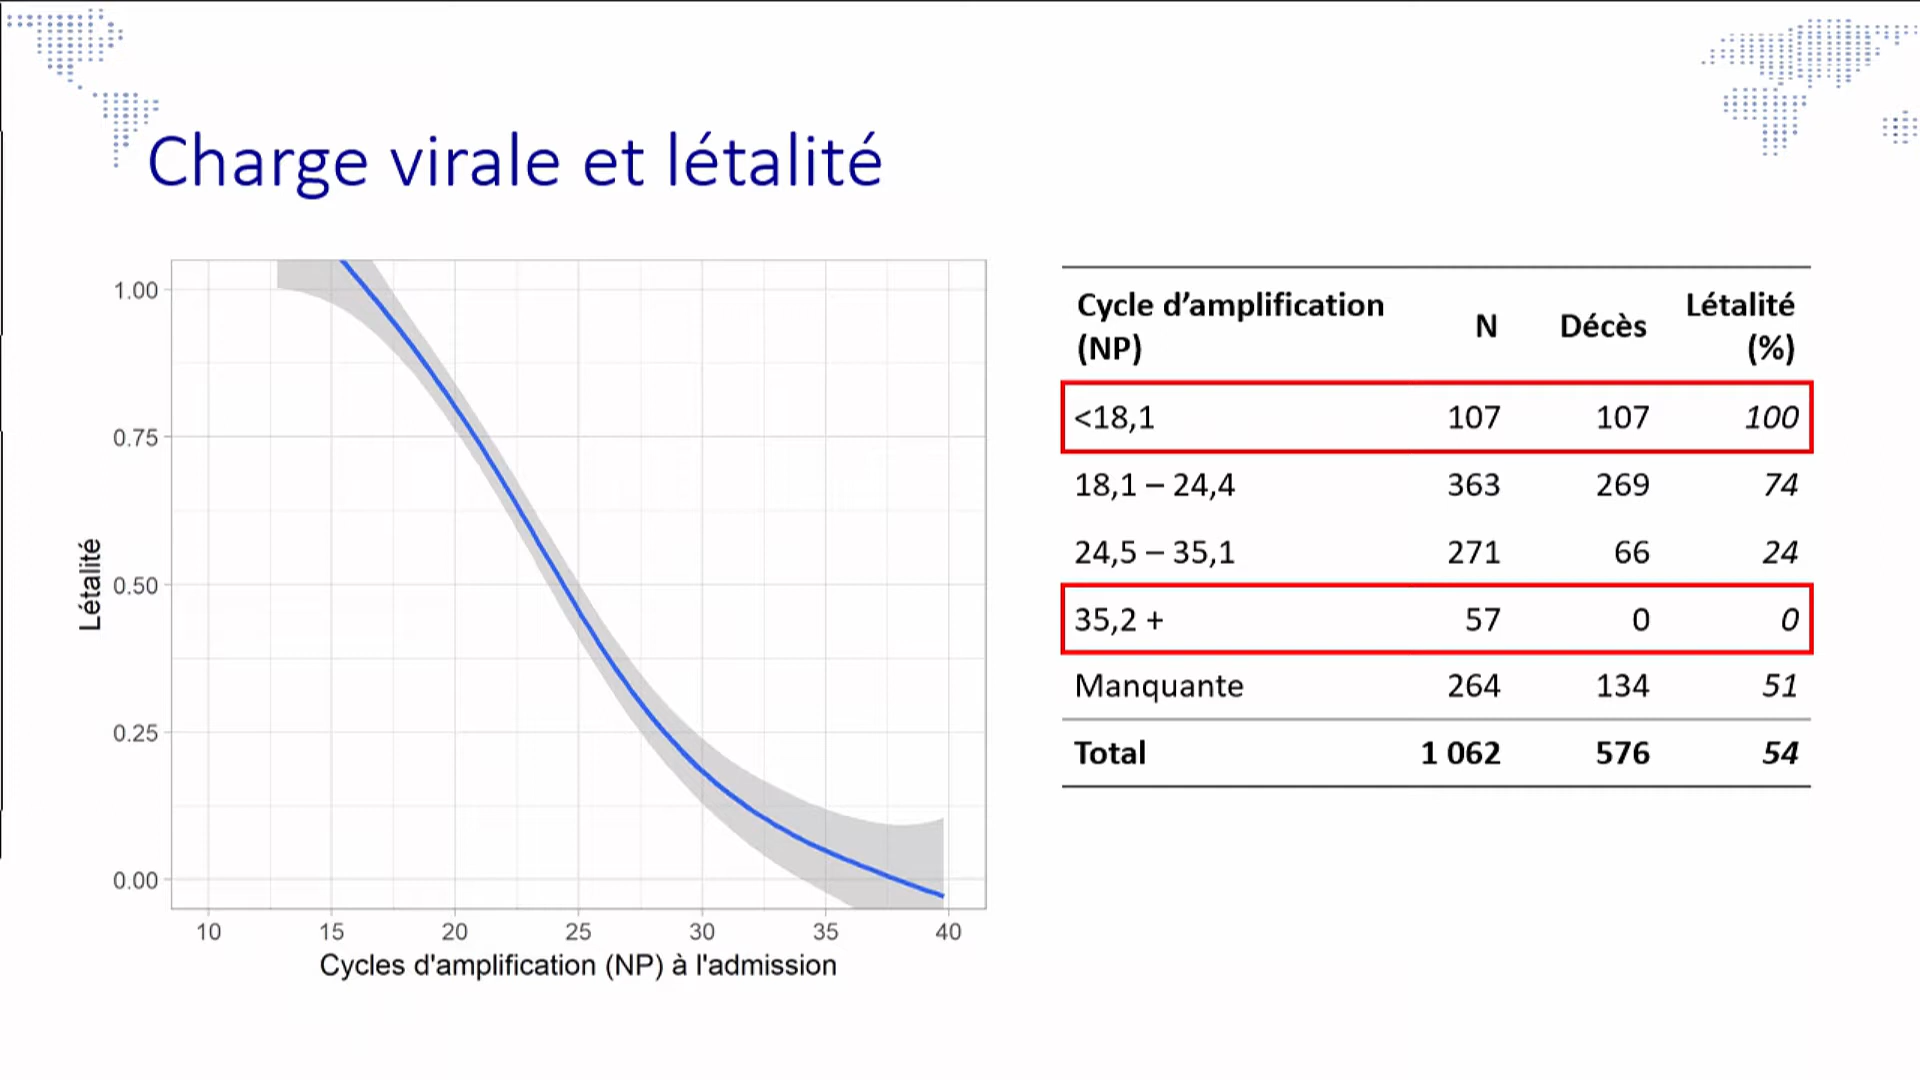 Charge virale et létalité
1.00
0.75
0.50
0.25
0.00
Létalité
10 15 20 25 30 35 40
Cycles d'amplification (NP) à l'admission
Cycle d’amplification (NP) N Décès Létalité (%)
<18,1 107 107 100
18,1 – 24,4 363 269 74
24,5 – 35,1 271 66 24
35,2 + 57 0 0
Manquante 264 134 51
Total 1 062 576 54